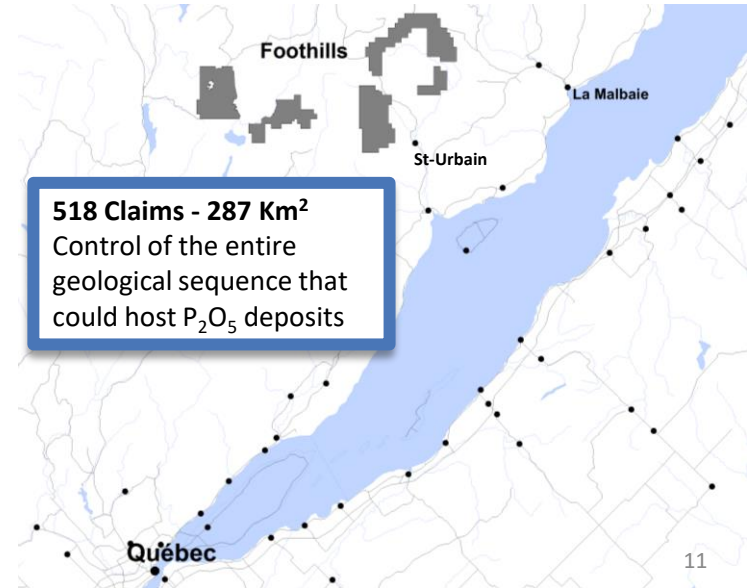 Foothills
La Malbaie
St-Urbain
518 Claims - 287 Km²
Control of the entire
geological sequence that
could host P₂O₅ deposits
Québec
11